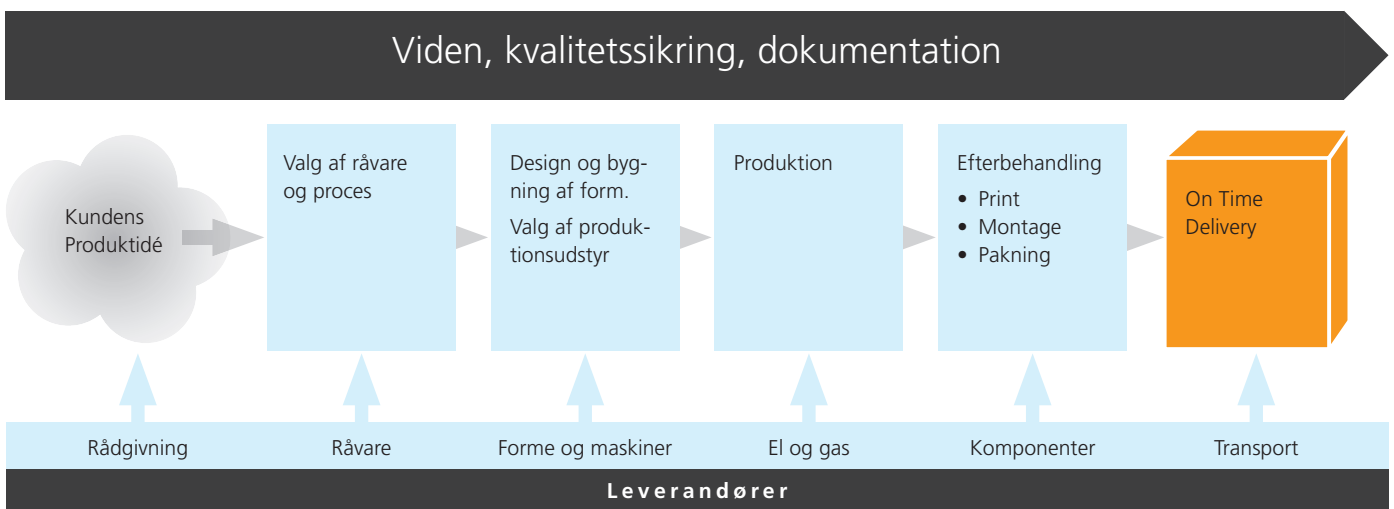 Viden, kvalitetssikring, dokumentation
Kundens
Produktidé
Valg af råvare
og proces
Design og byg-
ning af form.
Valg af produk-
tionsudstyr
Produktion
Efterbehandling
• Print
• Montage
• Pakning
On Time
Delivery
Rådgivning
Råvare
Forme og maskiner
El og gas
Komponenter
Transport
Leverandører